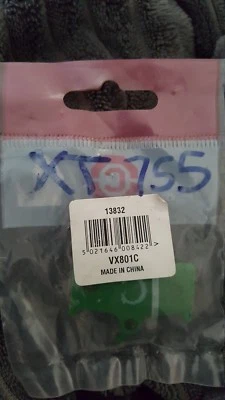 XT 755
13832
5 021646 008422 >
VX801C
MADE IN CHINA